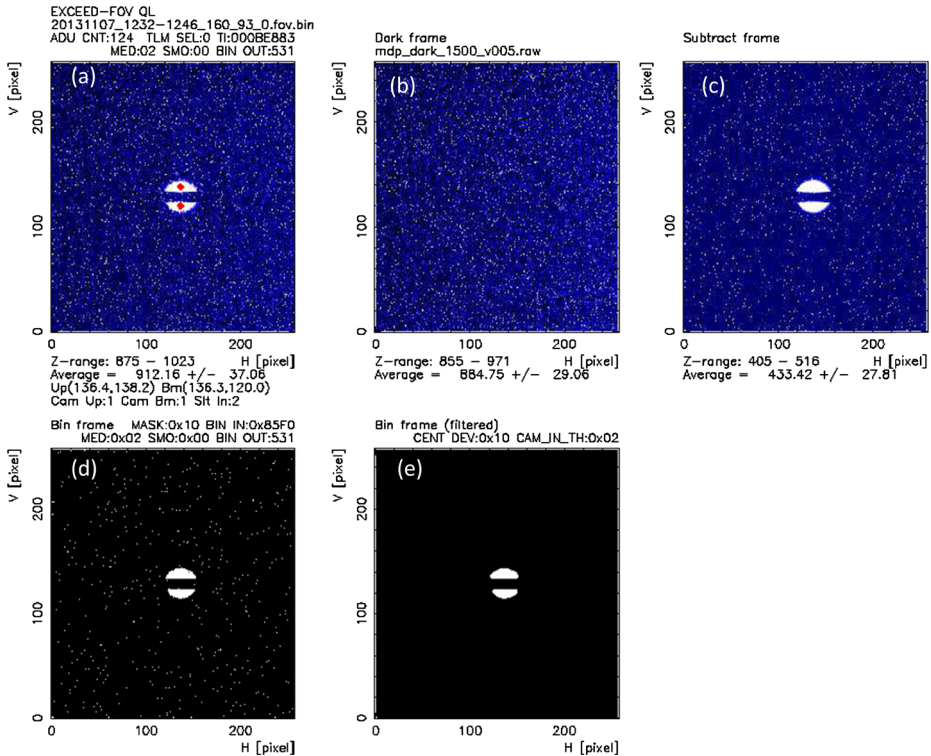 EXCEED-FOV QL
20131107_1232-1246_160_93_0.fov.bin
ADU CNT:124 TLM SEL:0 TI:000BE883
MED:02 SMO:00 BIN OUT:531
(a)
V [pixel]
200
100
0
0 100 200
H [pixel]
Z-range: 875 - 1023
Average = 912.16 +/- 37.06
Up(136.4,138.2) Bm(136.3,120.0)
Cam Up:1 Cam Bm:1 Slt In:2
Dark frame
mdp_dark_1500_v005.raw
(b)
V [pixel]
200
100
0
0 100 200
H [pixel]
Z-range: 855 - 971
Average = 884.75 +/- 29.06
Subtract frame
(c)
V [pixel]
200
100
0
0 100 200
H [pixel]
Z-range: 405 - 516
Average = 433.42 +/- 27.81
Bin frame MASK:0x10 BIN IN:0x85F0
MED:0x02 SMO:0x00 BIN OUT:531
(d)
V [pixel]
200
100
0
0 100 200
H [pixel]
Bin frame (filtered)
CENT DEV:0x10 CAM_IN_TH:0x02
(e)
V [pixel]
200
100
0
0 100 200
H [pixel]